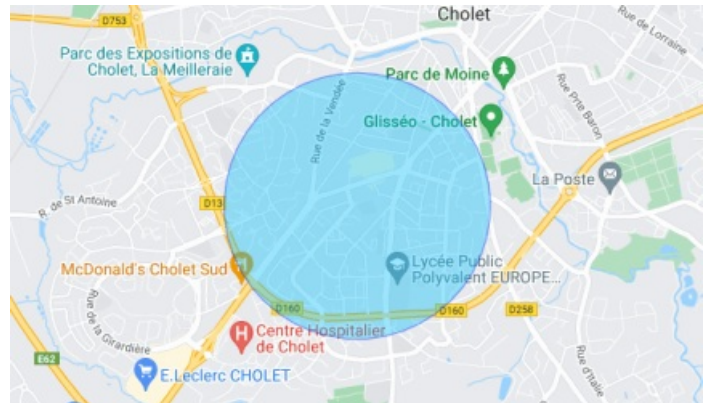 Cholet
D753
Rue de Lorraine
Parc des Expositions de
Cholet, La Meilleraie
Parc de Moine
Rue de la Vendée
Rue Prte Baron
Glisséo - Cholet
La Poste
R. de St Antoine
D13
McDonald's Cholet Sud
Lycée Public
Polyvalent EUROPE...
D160
D160
D258
Rue de la Girardière
Centre Hospitalier
de Cholet
E62
E.Leclerc CHOLET
Rue d'Italie